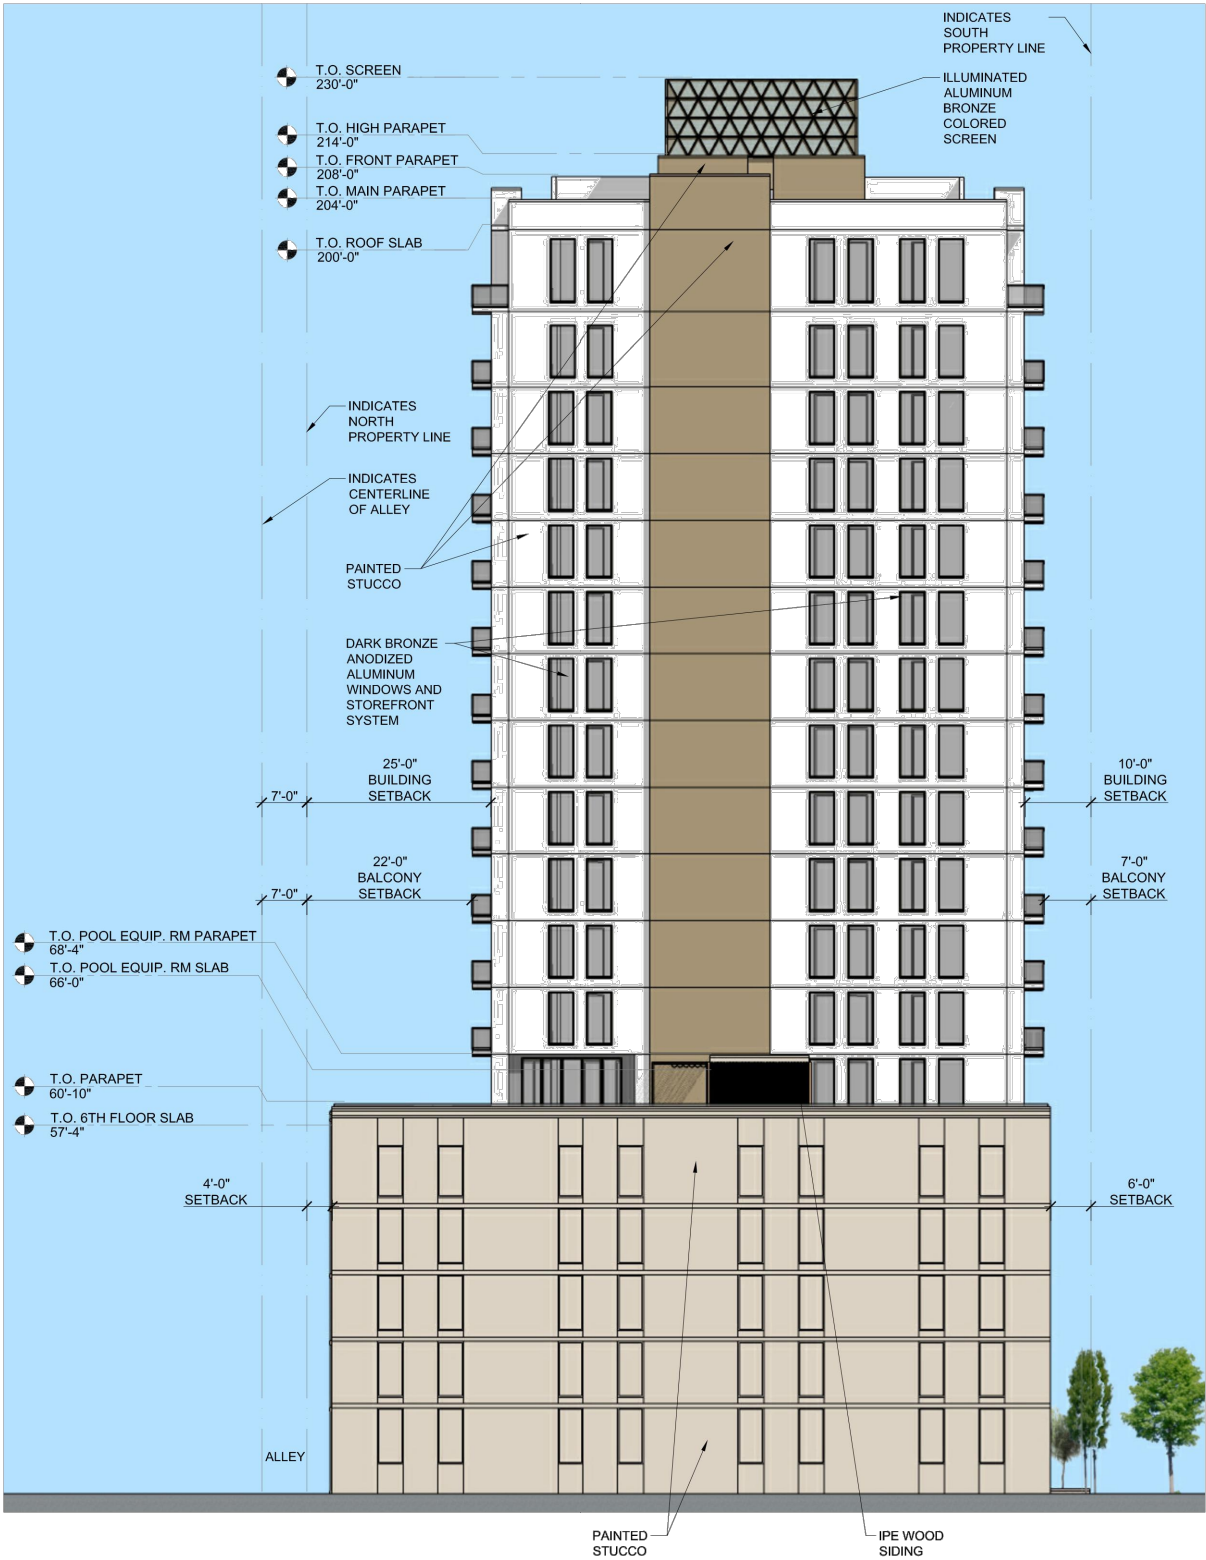 INDICATES
SOUTH
PROPERTY LINE
ILLUMINATED
ALUMINUM
BRONZE
COLORED
SCREEN
T.O. SCREEN
230'-0"
T.O. HIGH PARAPET
214'-0"
T.O. FRONT PARAPET
208'-0"
T.O. MAIN PARAPET
204'-0"
T.O. ROOF SLAB
200'-0"
INDICATES
NORTH
PROPERTY LINE
INDICATES
CENTERLINE
OF ALLEY
PAINTED
STUCCO
DARK BRONZE
ANODIZED
ALUMINUM
WINDOWS AND
STOREFRONT
SYSTEM
7'-0"
25'-0"
BUILDING
SETBACK
10'-0"
BUILDING
SETBACK
7'-0"
22'-0"
BALCONY
SETBACK
7'-0"
BALCONY
SETBACK
T.O. POOL EQUIP. RM PARAPET
68'-4"
T.O. POOL EQUIP. RM SLAB
66'-0"
T.O. PARAPET
60'-10"
T.O. 6TH FLOOR SLAB
57'-4"
4'-0"
SETBACK
6'-0"
SETBACK
ALLEY
PAINTED
STUCCO
IPE WOOD
SIDING